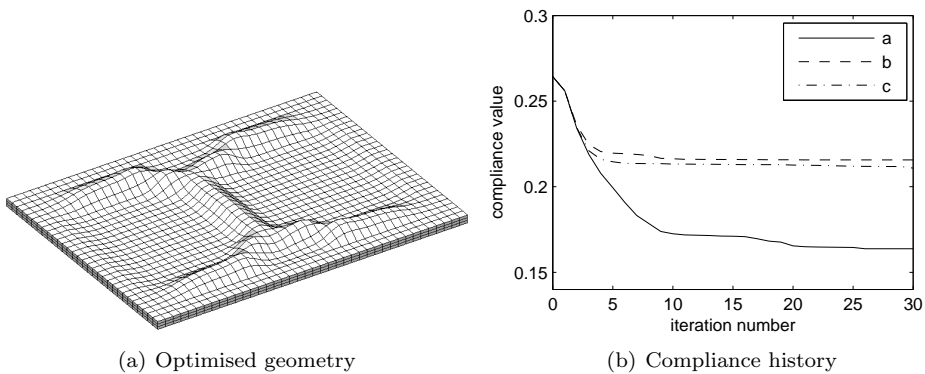 0.3
0.25
0.2
0.15
compliance value
0 5 10 15 20 25 30
iteration number
a
b
c
(a) Optimised geometry
(b) Compliance history